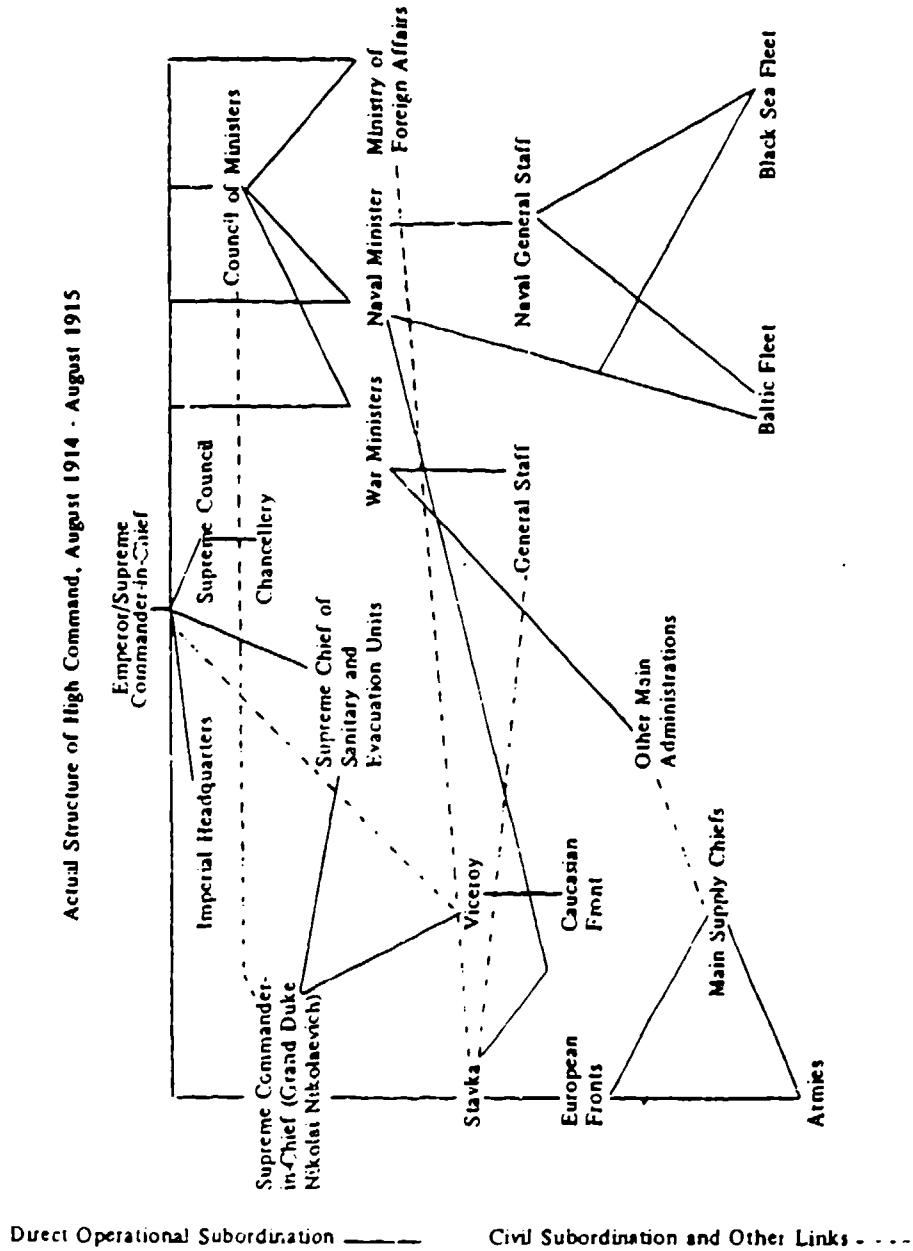 Actual Structure of High Command, August 1914 - August 1915
Emperor/Supreme
Commander-in-Chief
Imperial Headquarters
Supreme Council
Chancellery
Council of Ministers
Supreme Commander-
in-Chief (Grand Duke
Nikolai Nikolaevich)
Supreme Chief of
Sanitary and
Evacuation Units
War Ministers
Naval Minister
Ministry of
Foreign Affairs
Stavka
Viceroy
General Staff
Naval General Staff
European
Fronts
Caucasian
Front
Other Main
Administrations
Main Supply Chiefs
Armies
Baltic Fleet
Black Sea Fleet
Direct Operational Subordination
Civil Subordination and Other Links